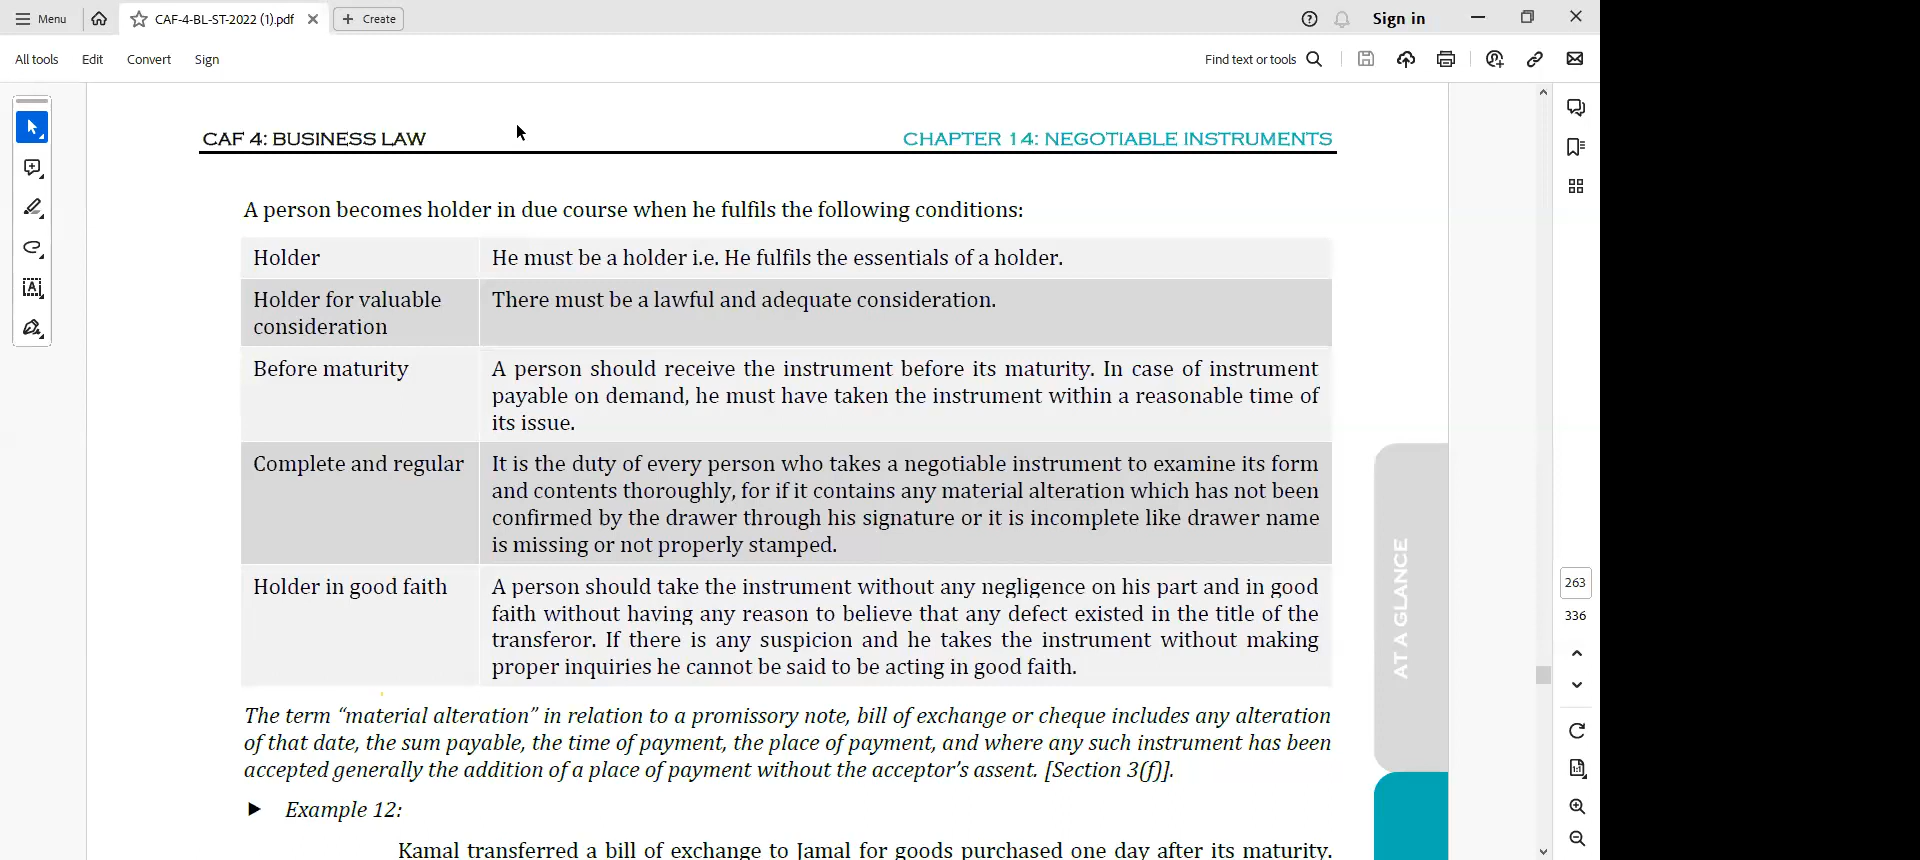 Menu
CAF-4-BL-ST-2022 (1).pdf
Create
Sign in
All tools
Edit
Convert
Sign
Find text or tools
CAF 4: BUSINESS LAW
CHAPTER 14: NEGOTIABLE INSTRUMENTS
A person becomes holder in due course when he fulfils the following conditions:
Holder
He must be a holder i.e. He fulfils the essentials of a holder.
Holder for valuable
consideration
There must be a lawful and adequate consideration.
Before maturity
A person should receive the instrument before its maturity. In case of instrument
payable on demand, he must have taken the instrument within a reasonable time of
its issue.
Complete and regular
It is the duty of every person who takes a negotiable instrument to examine its form
and contents thoroughly, for if it contains any material alteration which has not been
confirmed by the drawer through his signature or it is incomplete like drawer name
is missing or not properly stamped.
Holder in good faith
A person should take the instrument without any negligence on his part and in good
faith without having any reason to believe that any defect existed in the title of the
transferor. If there is any suspicion and he takes the instrument without making
proper inquiries he cannot be said to be acting in good faith.
The term “material alteration” in relation to a promissory note, bill of exchange or cheque includes any alteration
of that date, the sum payable, the time of payment, the place of payment, and where any such instrument has been
accepted generally the addition of a place of payment without the acceptor’s assent. [Section 3(f)].
Example 12:
Kamal transferred a bill of exchange to Jamal for goods purchased one day after its maturity.
AT A GLANCE
263
336